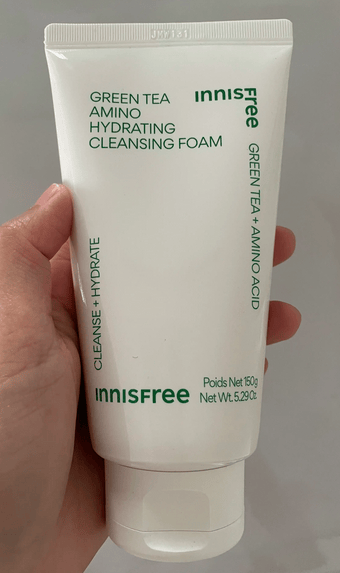 GREEN TEA
AMINO
HYDRATING
CLEANSING FOAM
innisFree
GREEN TEA + AMINO ACID
CLEANSE + HYDRATE
innisFree
Poids Net 150g
Net Wt. 5.29 Oz.